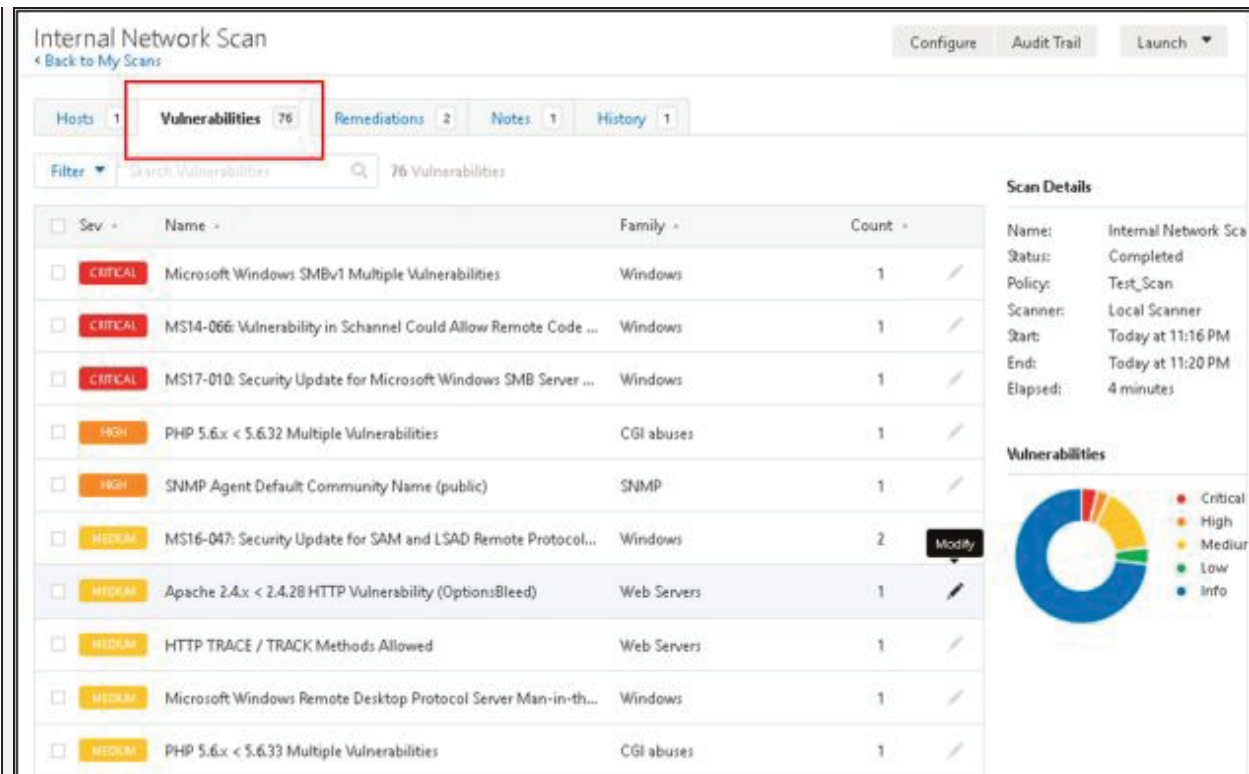 Internal Network Scan
Back to My Scans
Configure
Audit Trail
Launch
Hosts 1
Vulnerabilities 76
Remediations 2
Notes 1
History 1
Filter
Search Vulnerabilities
76 Vulnerabilities
Sev
Name
Family
Count
CRITICAL Microsoft Windows SMBv1 Multiple Vulnerabilities Windows 1
CRITICAL MS14-066: Vulnerability in Schannel Could Allow Remote Code ... Windows 1
CRITICAL MS17-010: Security Update for Microsoft Windows SMB Server ... Windows 1
HIGH PHP 5.6.x < 5.6.32 Multiple Vulnerabilities CGI abuses 1
HIGH SNMP Agent Default Community Name (public) SNMP 1
MEDIUM MS16-047: Security Update for SAM and LSAD Remote Protocol... Windows 2
Modify
MEDIUM Apache 2.4.x < 2.4.28 HTTP Vulnerability (OptionsBleed) Web Servers 1
MEDIUM HTTP TRACE / TRACK Methods Allowed Web Servers 1
MEDIUM Microsoft Windows Remote Desktop Protocol Server Man-in-th... Windows 1
MEDIUM PHP 5.6.x < 5.6.33 Multiple Vulnerabilities CGI abuses 1
Scan Details
Name: Internal Network Sca
Status: Completed
Policy: Test_Scan
Scanner: Local Scanner
Start: Today at 11:16 PM
End: Today at 11:20 PM
Elapsed: 4 minutes
Vulnerabilities
Critical
High
Mediu
Low
Info